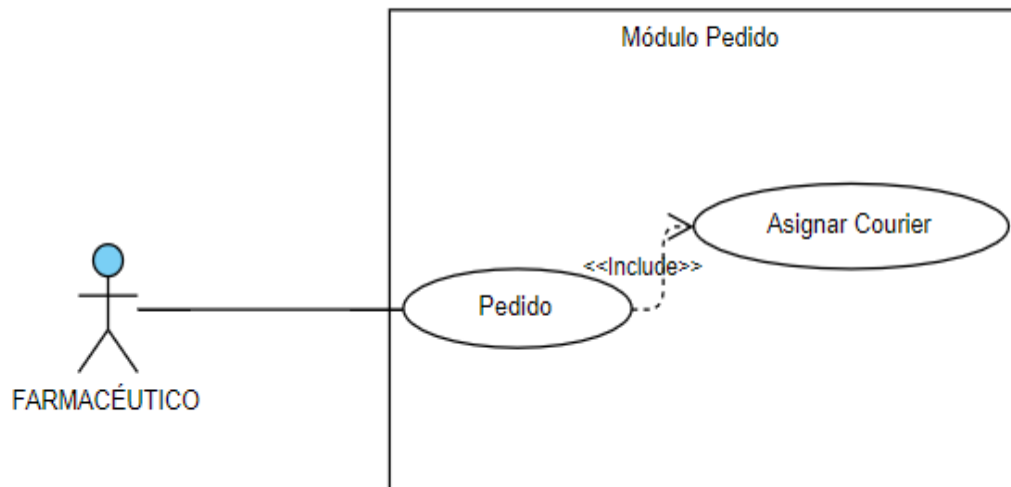 Módulo Pedido
Asignar Courier
<<Include>>
Pedido
FARMACÉUTICO